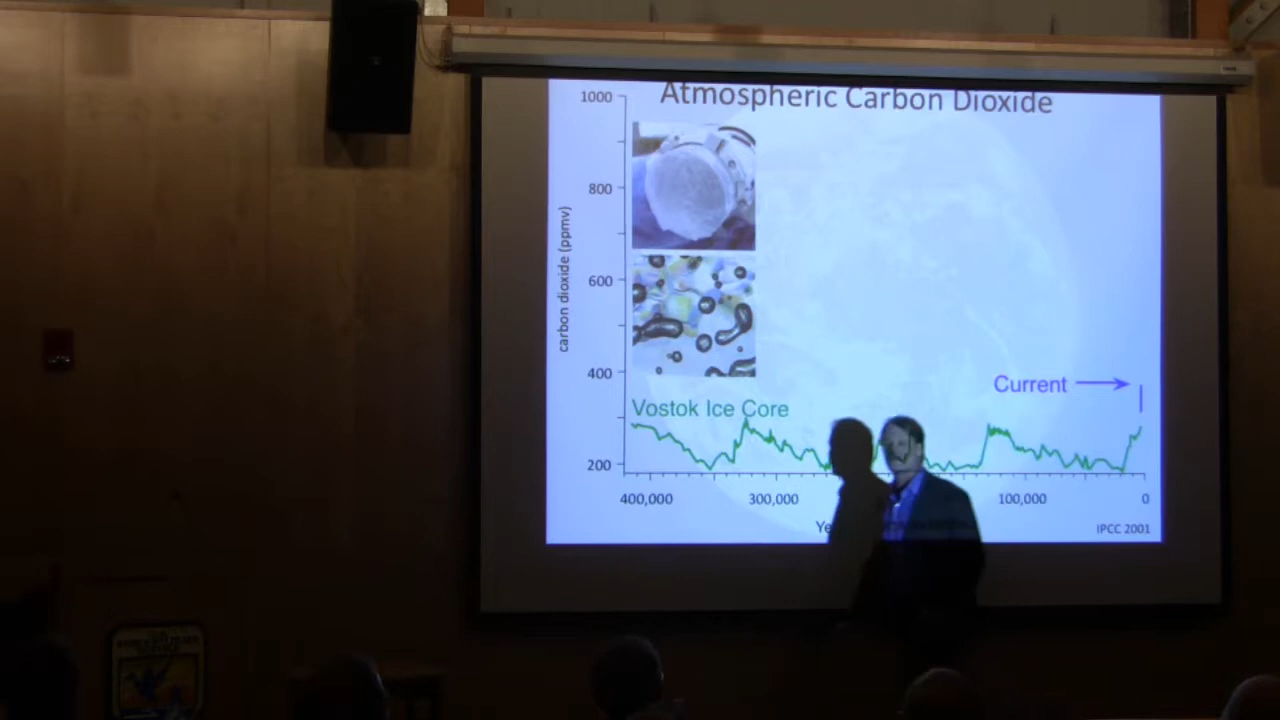 Atmospheric Carbon Dioxide
1000
800
600
400
200
carbon dioxide (ppmv)
Current
Vostok Ice Core
400,000
300,000
100,000
0
Ye
IPCC 2001